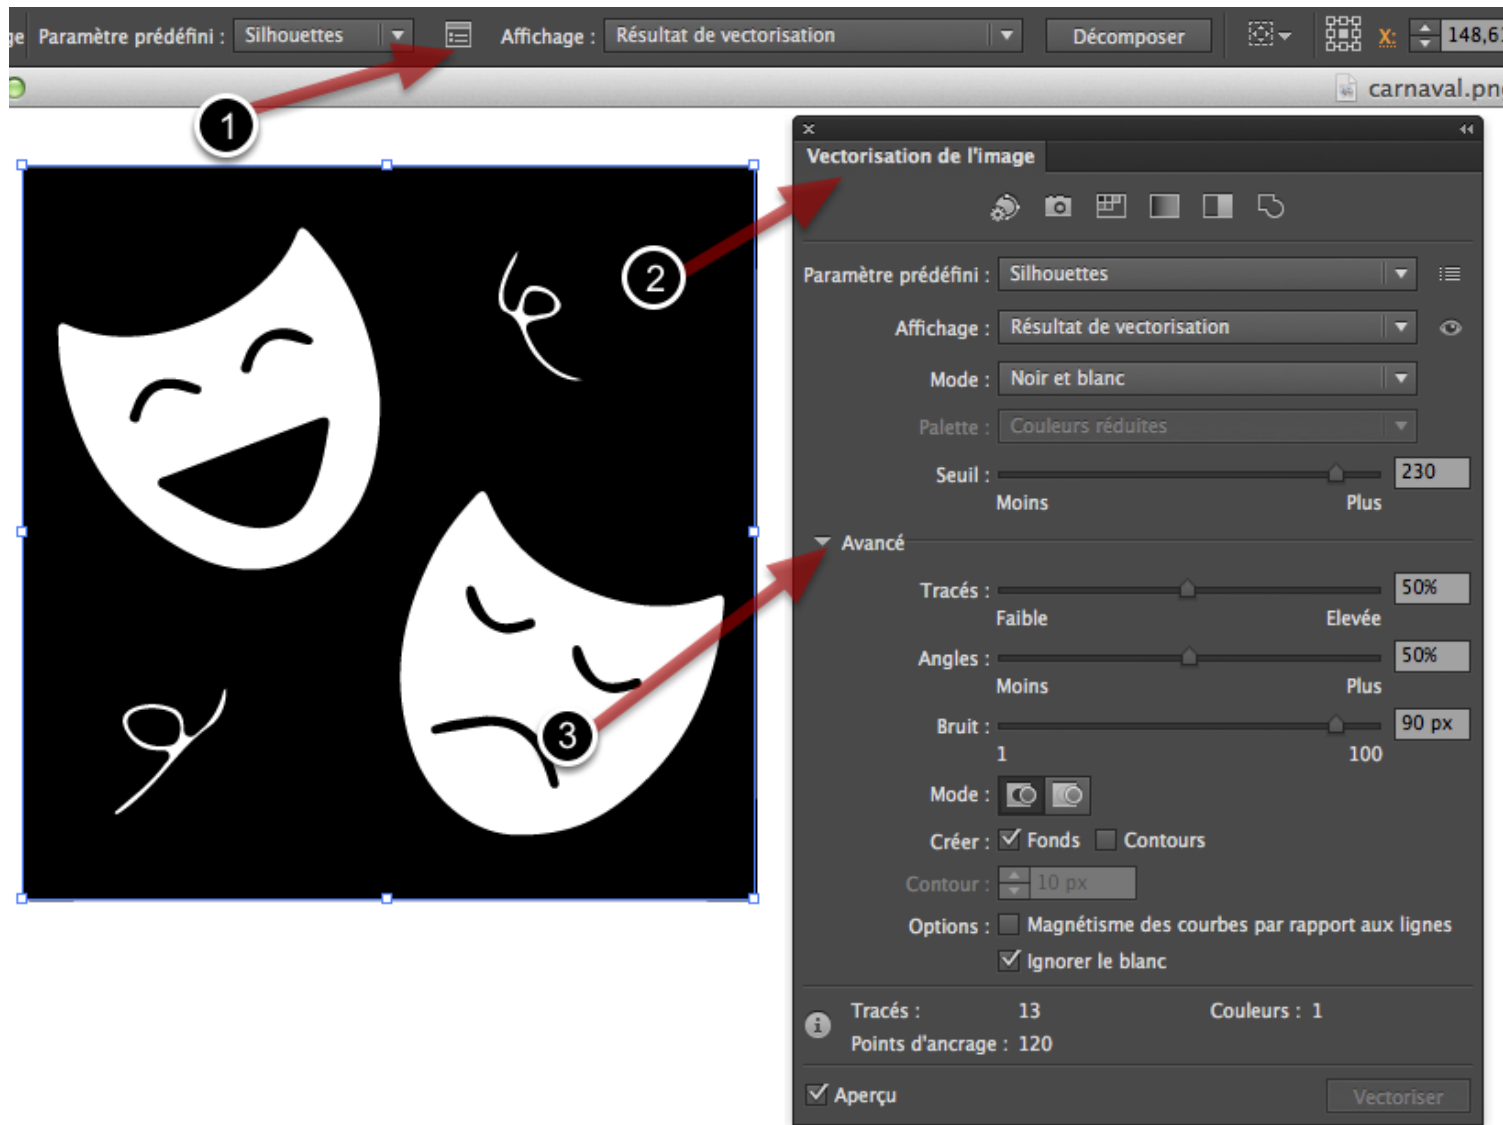 ge Paramètre prédéfini : Silhouettes Affichage : Résultat de vectorisation Décomposer X: 148,6
carnaval.pn
1
Vectorisation de l'image
2
Paramètre prédéfini : Silhouettes
Affichage : Résultat de vectorisation
Mode : Noir et blanc
Palette : Couleurs réduites
Seuil : 230
Moins Plus
Avancé
Tracés : 50%
Faible Elevée
Angles : 50%
Moins Plus
3
Bruit : 90 px
1 100
Mode :
Créer : Fonds Contours
Contour : 10 px
Options : Magnétisme des courbes par rapport aux lignes
Ignorer le blanc
Tracés : 13 Couleurs : 1
Points d'ancrage : 120
Aperçu Vectoriser